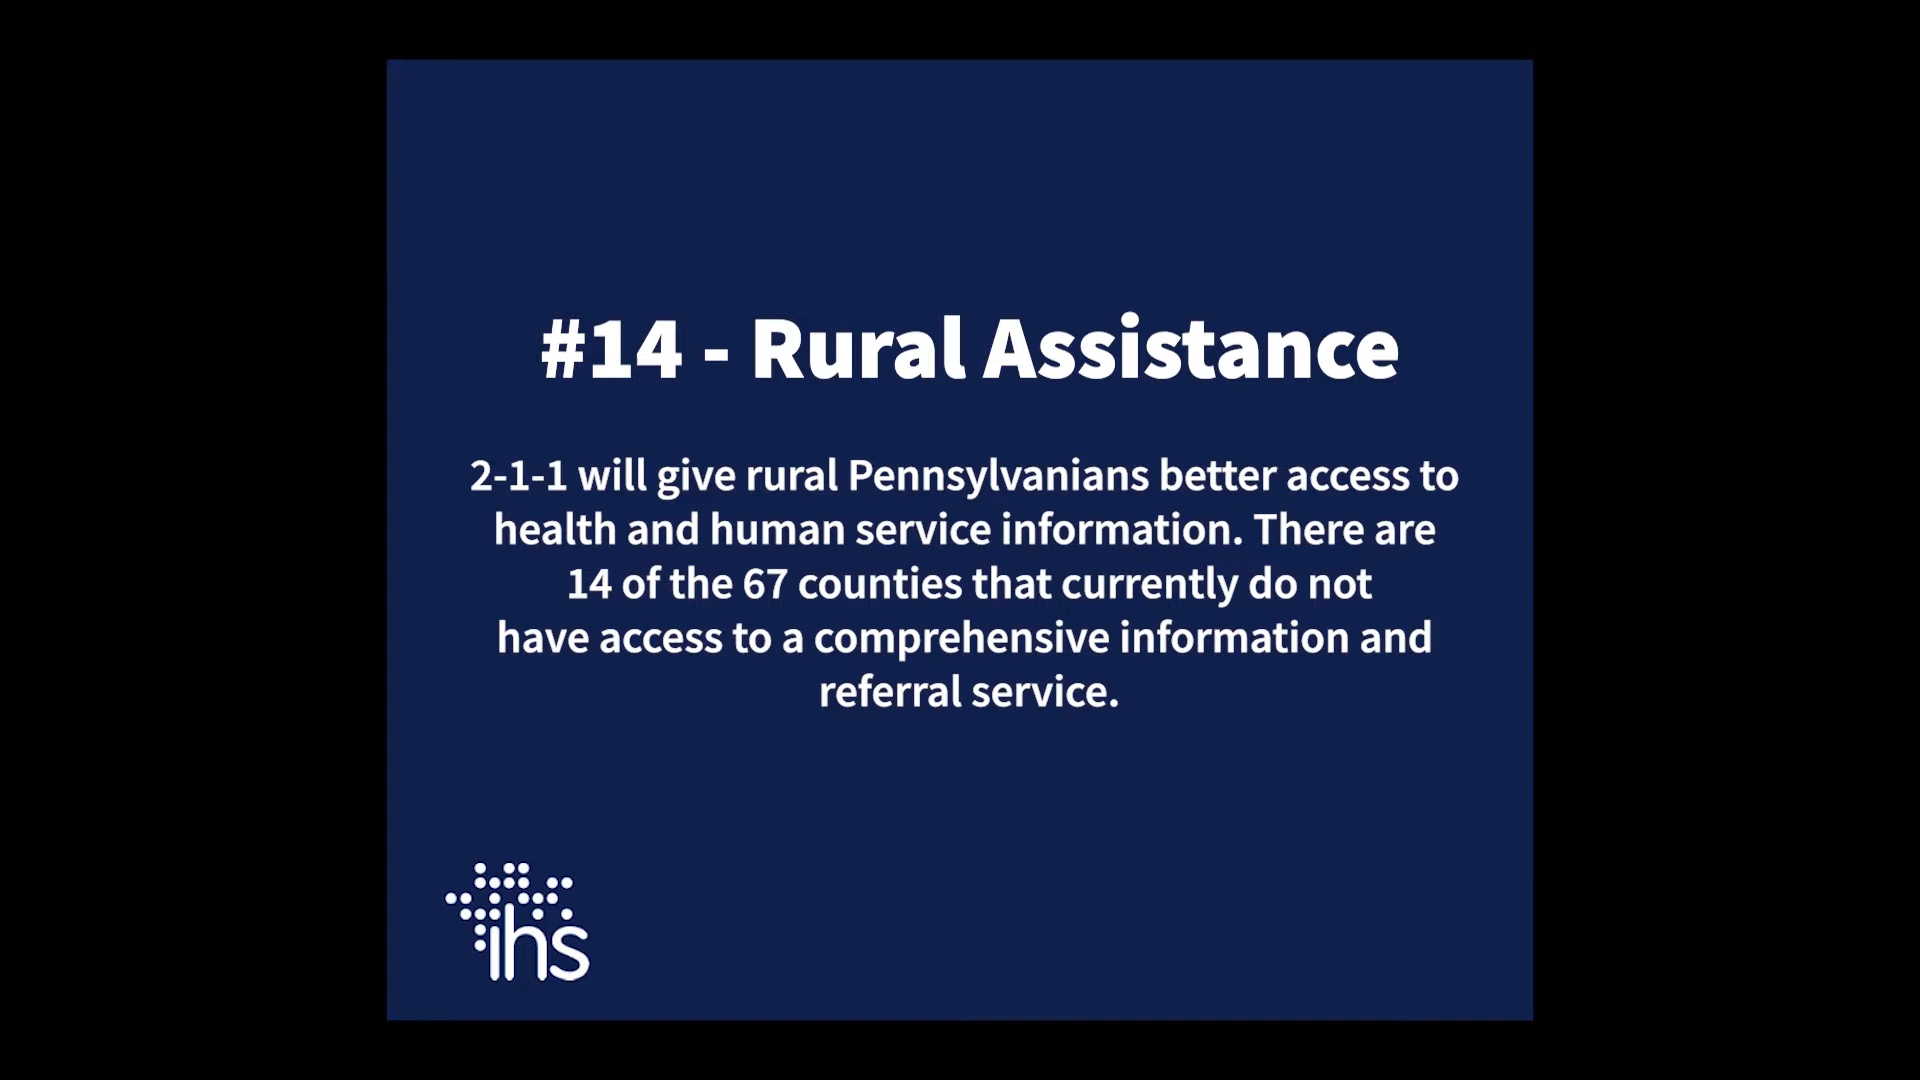 #14 - Rural Assistance
2-1-1 will give rural Pennsylvanians better access to
health and human service information. There are
14 of the 67 counties that currently do not
have access to a comprehensive information and
referral service.
ihs